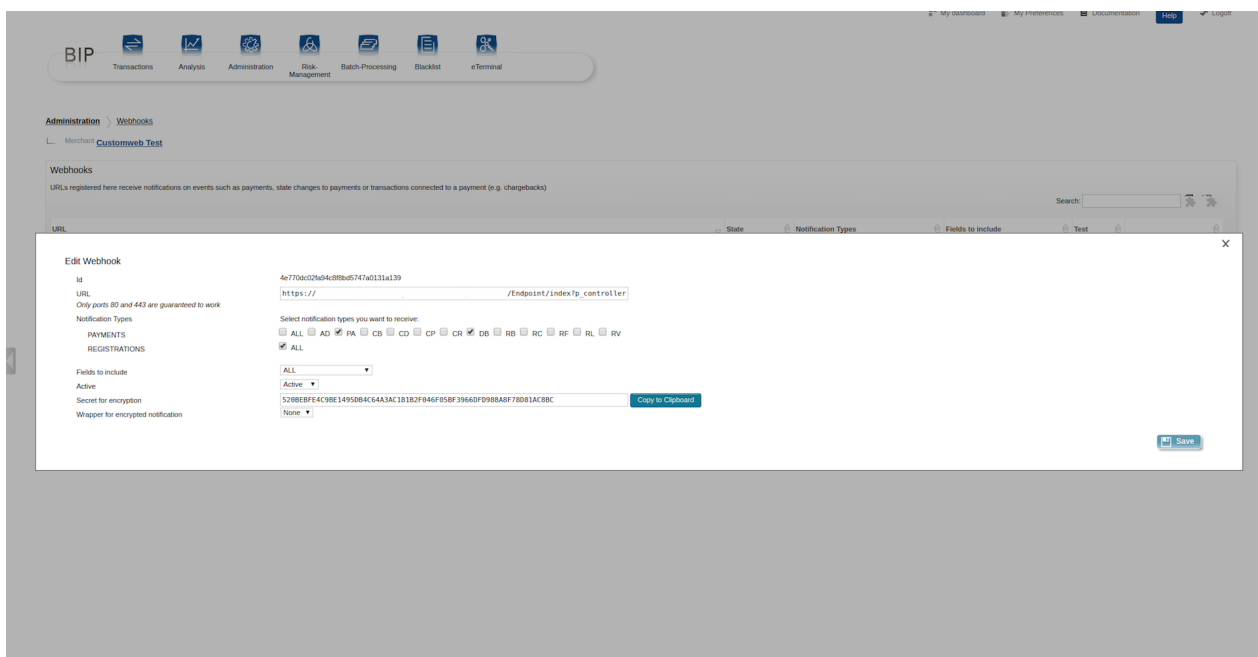 My dashboard My Preferences Documentation Help Logoff
BIP
Transactions Analysis Administration Risk-Management Batch-Processing Blacklist eTerminal
Administration Webhooks
Merchant Customweb Test
Webhooks
URLs registered here receive notifications on events such as payments, state changes to payments or transactions connected to a payment (e.g. chargebacks)
Search:
URL State Notification Types Fields to include Test
X
Edit Webhook
Id 4e770dc02fa94c8f8bd5747a0131a139
URL https:// /Endpoint/index?p_controller
Only ports 80 and 443 are guaranteed to work
Notification Types Select notification types you want to receive:
PAYMENTS ALL AD PA CB CD CP CR DB RB RC RF RL RV
REGISTRATIONS ALL
Fields to include ALL
Active Active
Secret for encryption 520BEBFE4C9BE1495DB4C64A3AC181B2F046F05BF3966DFD988A8F78D81AC8BC Copy to Clipboard
Wrapper for encrypted notification None
Save